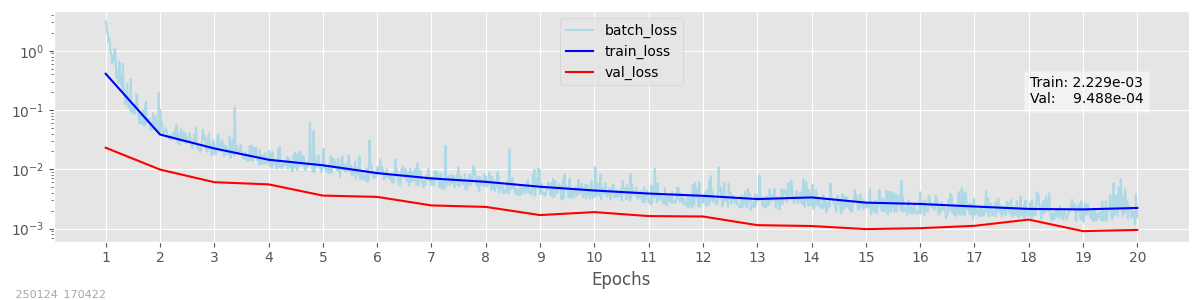 batch_loss
train_loss
val_loss
Train: 2.229e-03
Val: 9.488e-04
10⁰
10⁻¹
10⁻²
10⁻³
1 2 3 4 5 6 7 8 9 10 11 12 13 14 15 16 17 18 19 20
Epochs
250124_170422